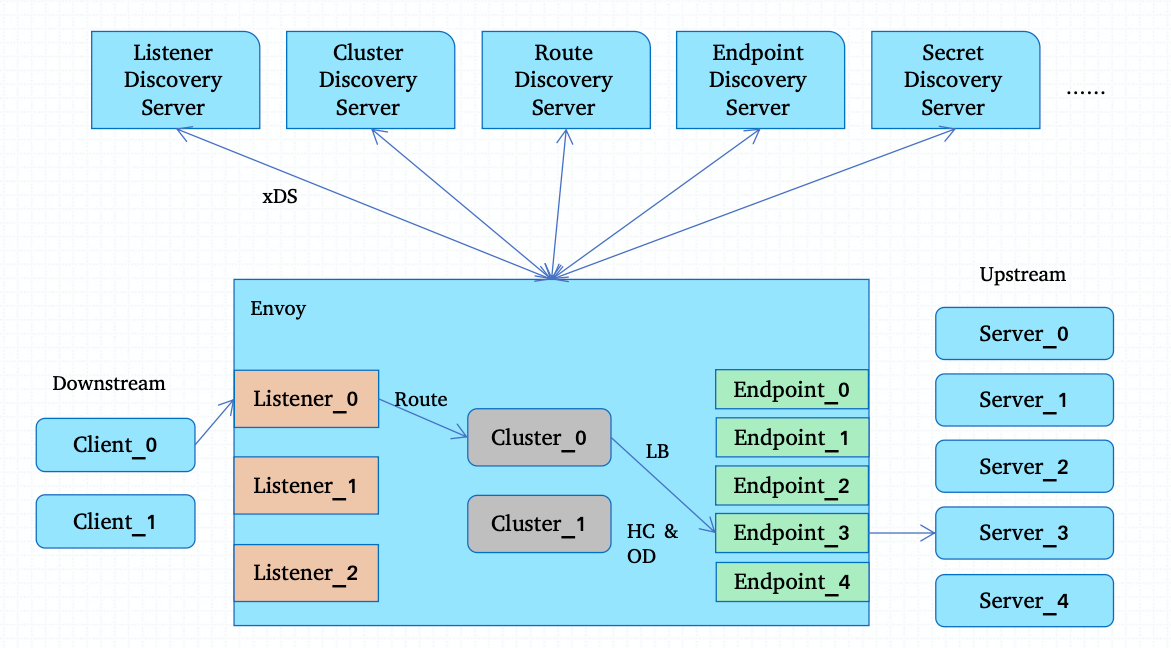 Listener
Discovery
Server
Cluster
Discovery
Server
Route
Discovery
Server
Endpoint
Discovery
Server
Secret
Discovery
Server
......
xDS
Upstream
Envoy
Downstream
Client_0
Client_1
Listener_0
Listener_1
Listener_2
Route
Cluster_0
Cluster_1
LB
HC &
OD
Endpoint_0
Endpoint_1
Endpoint_2
Endpoint_3
Endpoint_4
Server_0
Server_1
Server_2
Server_3
Server_4